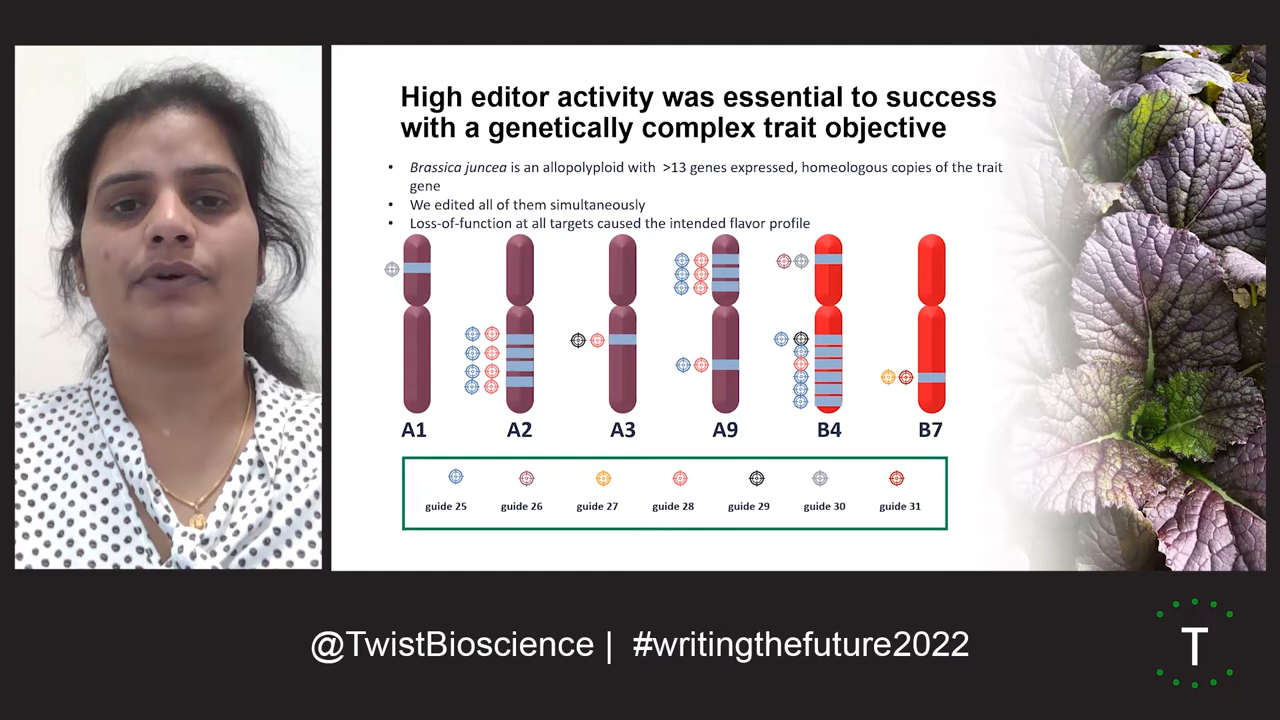 High editor activity was essential to success
with a genetically complex trait objective
• Brassica juncea is an allopolyploid with >13 genes expressed, homeologous copies of the trait
gene
• We edited all of them simultaneously
• Loss-of-function at all targets caused the intended flavor profile
A1 A2 A3 A9 B4 B7
guide 25 guide 26 guide 27 guide 28 guide 29 guide 30 guide 31
@TwistBioscience | #writingthefuture2022
T